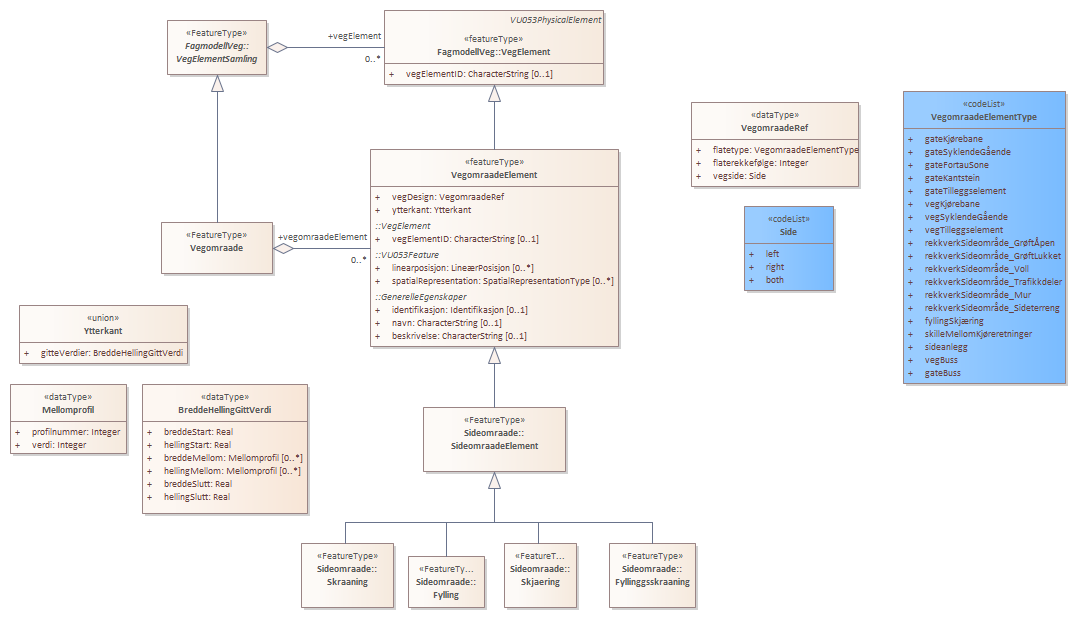 «FeatureType»
FagmodellVeg::
VegElementSamling
+vegElement
0..*
VU053PhysicalElement
«featureType»
FagmodellVeg::VegElement
+ vegElementID: CharacterString [0..1]
«featureType»
VegomraadeElement
+ vegDesign: VegomraadeRef
+ ytterkant: Ytterkant
::VegElement
+ vegElementID: CharacterString [0..1]
::VU053Feature
+ linearposisjon: LineærPosisjon [0..*]
+ spatialRepresentation: SpatialRepresentationType [0..*]
::GenerelleEgenskaper
+ identifikasjon: Identifikasjon [0..1]
+ navn: CharacterString [0..1]
+ beskrivelse: CharacterString [0..1]
«FeatureType»
Vegomraade
+vegomraadeElement
0..*
«dataType»
VegomraadeRef
+ flatetype: VegomraadeElementType
+ flaterekkefølge: Integer
+ vegside: Side
«codeList»
Side
+ left
+ right
+ both
«codeList»
VegomraadeElementType
+ gateKjørebane
+ gateSyklendeGående
+ gateFortauSone
+ gateKantstein
+ gateTilleggselement
+ vegKjørebane
+ vegSyklendeGående
+ vegTilleggselement
+ rekkverkSideområde_GrøftÅpen
+ rekkverkSideområde_GrøftLukket
+ rekkverkSideområde_Voll
+ rekkverkSideområde_Trafikkdeler
+ rekkverkSideområde_Mur
+ rekkverkSideområde_Sideterreng
+ fyllingSkjæring
+ skilleMellomKjøreretninger
+ sideanlegg
+ vegBuss
+ gateBuss
«union»
Ytterkant
+ gitteVerdier: BreddeHellingGittVerdi
«dataType»
Mellomprofil
+ profilnummer: Integer
+ verdi: Integer
«dataType»
BreddeHellingGittVerdi
+ breddeStart: Real
+ hellingStart: Real
+ breddeMellom: Mellomprofil [0..*]
+ hellingMellom: Mellomprofil [0..*]
+ breddeSlutt: Real
+ hellingSlutt: Real
«FeatureType»
Sideomraade::
SideomraadeElement
«FeatureType»
Sideomraade::
Skraaning
«FeatureTy...
Sideomraade::
Fylling
«FeatureT...
Sideomraade::
Skjaering
«FeatureType»
Sideomraade::
Fyllinggsskraaning